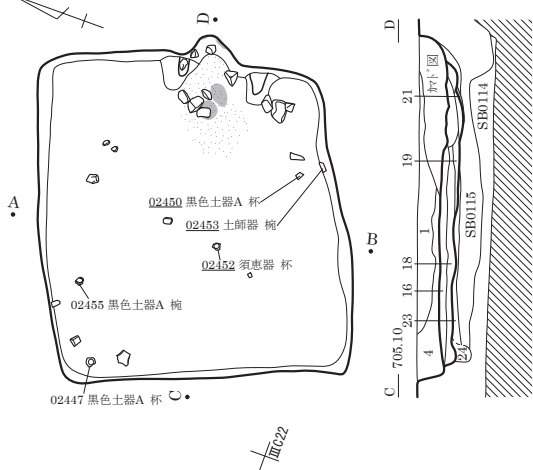 D
A
B
C
02450 黒色土器A 杯
02453 土師器 椀
02452 須恵器 杯
02455 黒色土器A 椀
02447 黒色土器A 杯
ⅢC22
D
カマド図
21
SB0114
19
1
SB0115
18
16
23
705.10
4
24
C